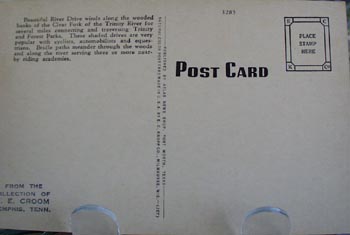 Beautiful River Drive winds along the wooded
banks of the Clear Fork of the Trinity River for
several miles connecting and traversing Trinity
and Forest Parks. These shaded drives are very
popular with cyclists, automobilists and eques-
trians. Bridle paths meander through the woods
and along the river serving three or more near-
by riding academies.
POST CARD
PLACE
STAMP
HERE
FROM THE
COLLECTION OF
E. CROOM
MEMPHIS, TENN.